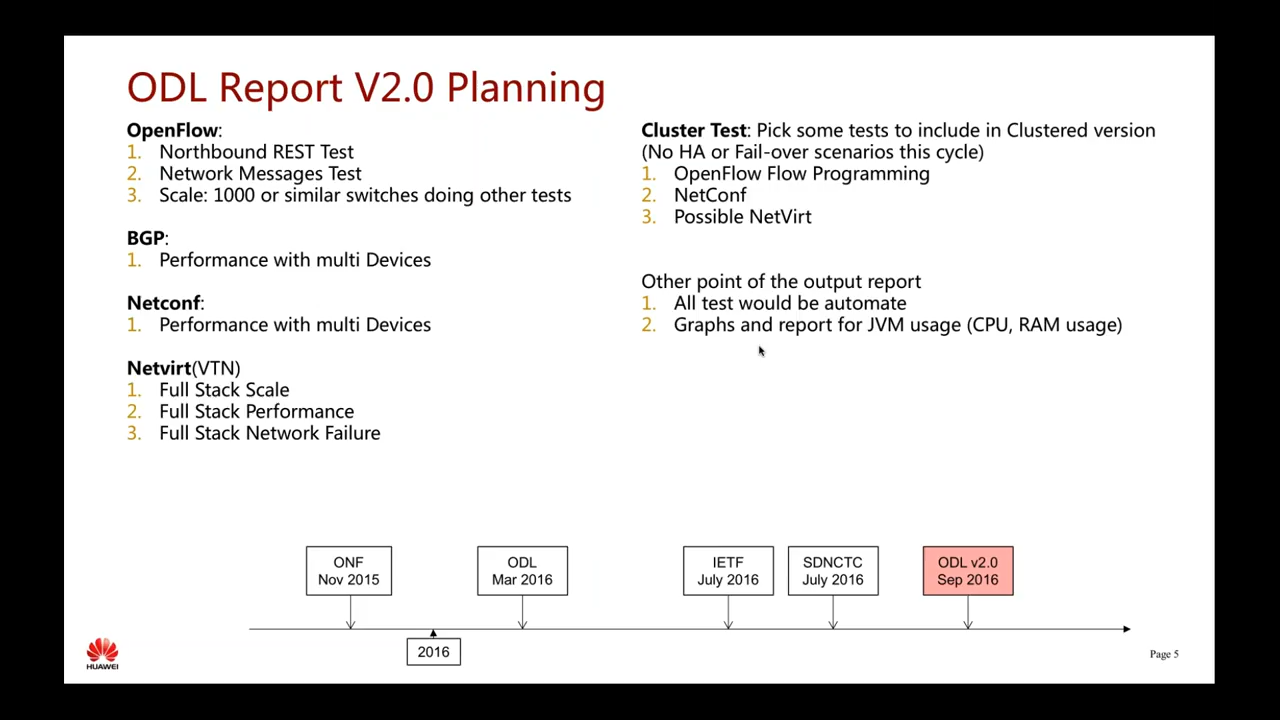 ODL Report V2.0 Planning
OpenFlow:
1. Northbound REST Test
2. Network Messages Test
3. Scale: 1000 or similar switches doing other tests
BGP:
1. Performance with multi Devices
Netconf:
1. Performance with multi Devices
Netvirt(VTN)
1. Full Stack Scale
2. Full Stack Performance
3. Full Stack Network Failure
Cluster Test: Pick some tests to include in Clustered version
(No HA or Fail-over scenarios this cycle)
1. OpenFlow Flow Programming
2. NetConf
3. Possible NetVirt
Other point of the output report
1. All test would be automate
2. Graphs and report for JVM usage (CPU, RAM usage)
ONF
Nov 2015
ODL
Mar 2016
IETF
July 2016
SDNCTC
July 2016
ODL v2.0
Sep 2016
2016
HUAWEI
Page 5